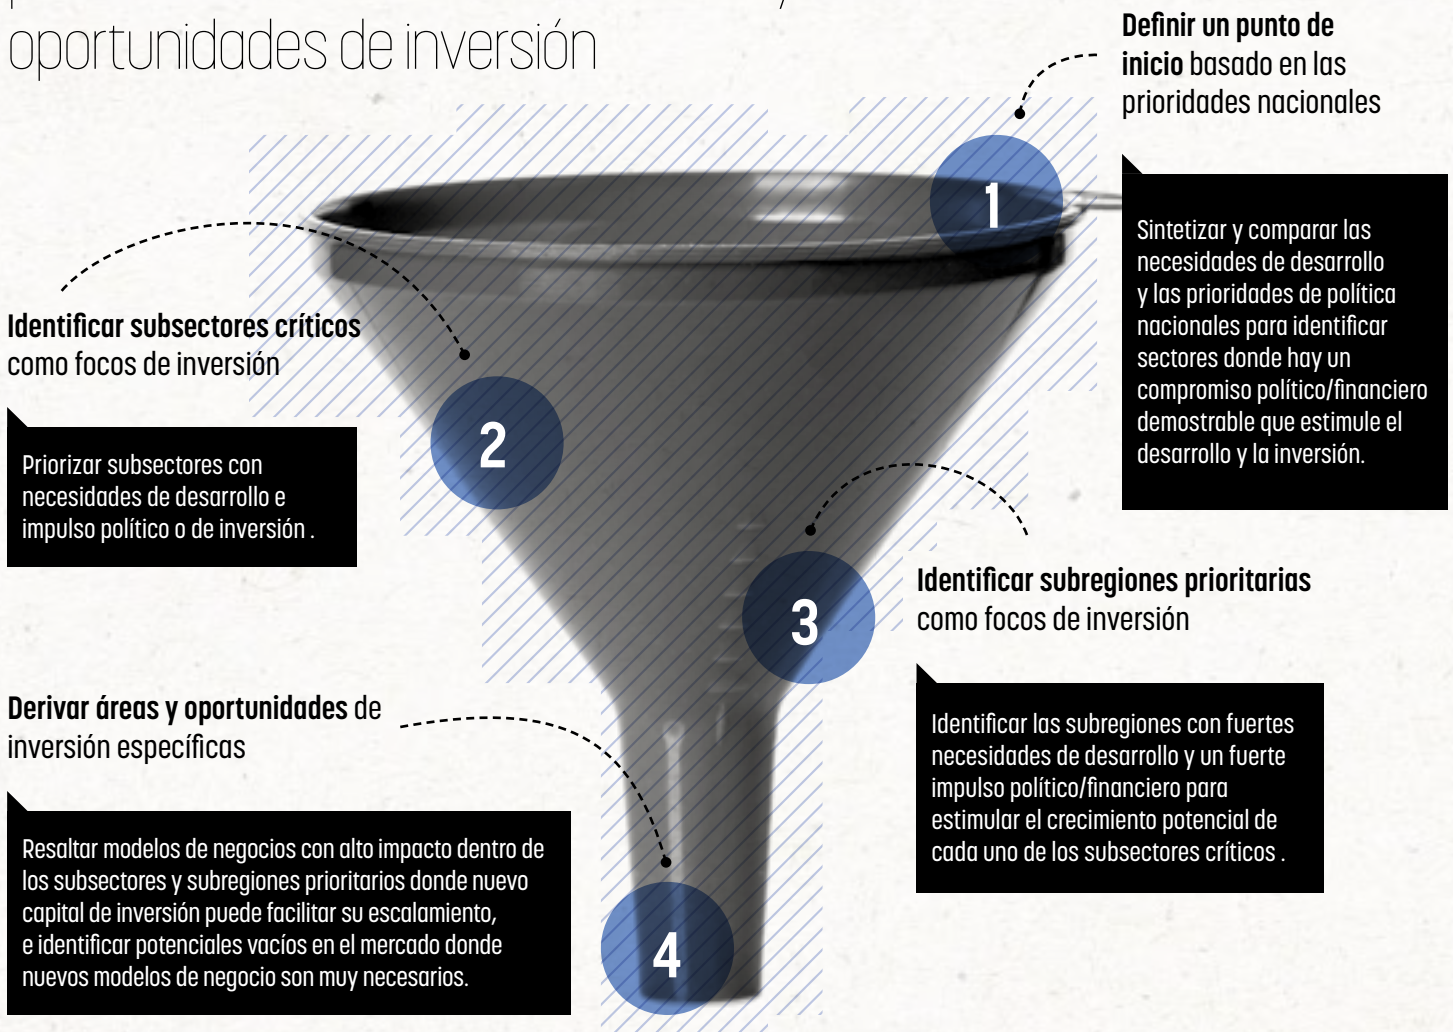 oportunidades de inversión
Definir un punto de
inicio basado en las
prioridades nacionales
1
Sintetizar y comparar las
necesidades de desarrollo
y las prioridades de política
nacionales para identificar
sectores donde hay un
compromiso político/financiero
demostrable que estimule el
desarrollo y la inversión.
Identificar subsectores críticos
como focos de inversión
2
Priorizar subsectores con
necesidades de desarrollo e
impulso político o de inversión .
3
Identificar subregiones prioritarias
como focos de inversión
Identificar las subregiones con fuertes
necesidades de desarrollo y un fuerte
impulso político/financiero para
estimular el crecimiento potencial de
cada uno de los subsectores críticos .
Derivar áreas y oportunidades de
inversión específicas
Resaltar modelos de negocios con alto impacto dentro de
los subsectores y subregiones prioritarios donde nuevo
capital de inversión puede facilitar su escalamiento,
e identificar potenciales vacíos en el mercado donde
nuevos modelos de negocio son muy necesarios.
4